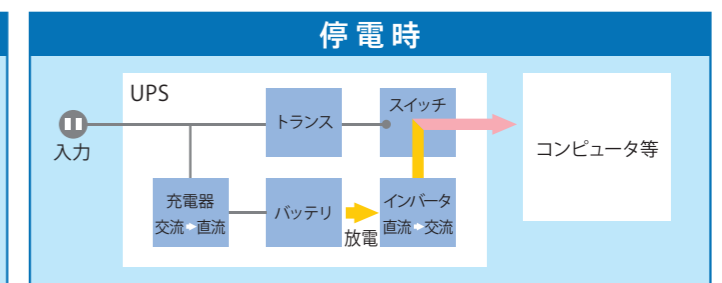 停電時
UPS
トランス
スイッチ
入力
コンピュータ等
充電器
交流 直流
バッテリ
放電
インバータ
直流 交流